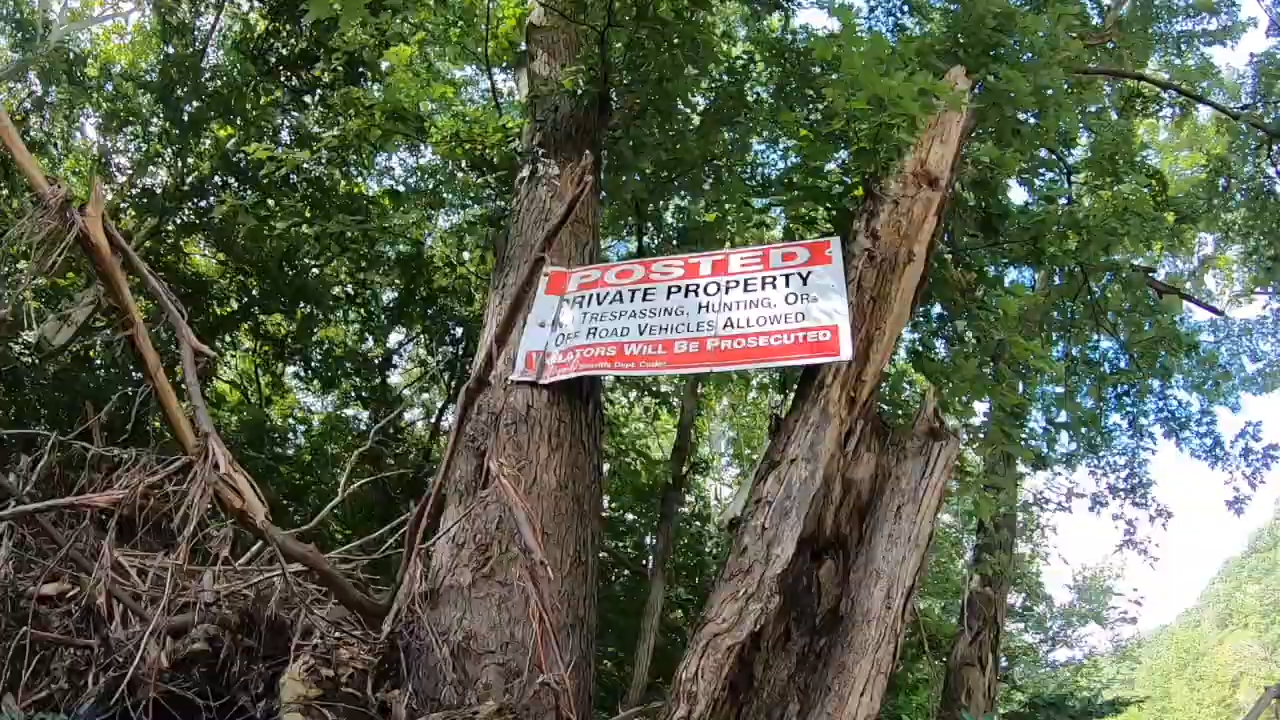 POSTED
PRIVATE PROPERTY
TRESPASSING, HUNTING, OR
OFF ROAD VEHICLES ALLOWED
VIOLATORS WILL BE PROSECUTED